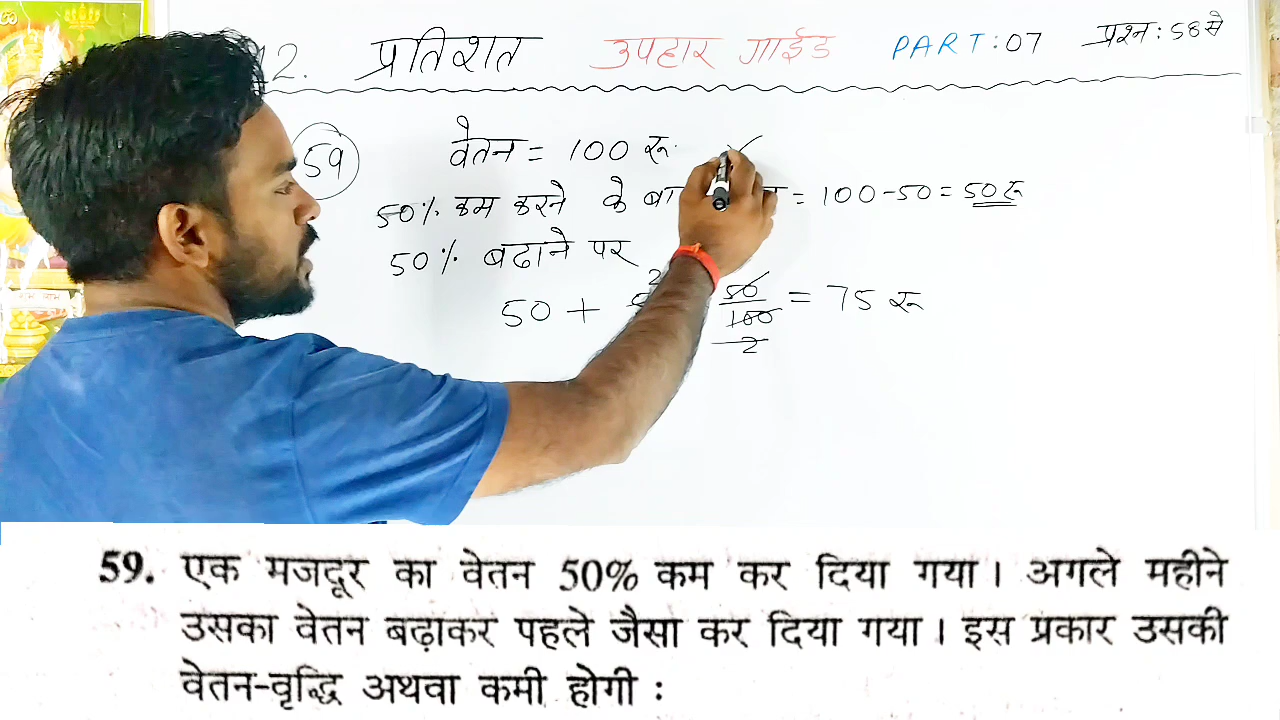 12. प्रतिशत उपहार गाईड PART:07 प्रश्न:58 से
59
वेतन = 100 रू.
50% कम करने के बा = 100-50 = 50 रू
50% बढाने पर
50 + 50/100 = 75 रू
2
2
59. एक मजदूर का वेतन 50% कम कर दिया गया। अगले महीने
उसका वेतन बढ़ाकर पहले जैसा कर दिया गया। इस प्रकार उसकी
वेतन-वृद्धि अथवा कमी होगी :